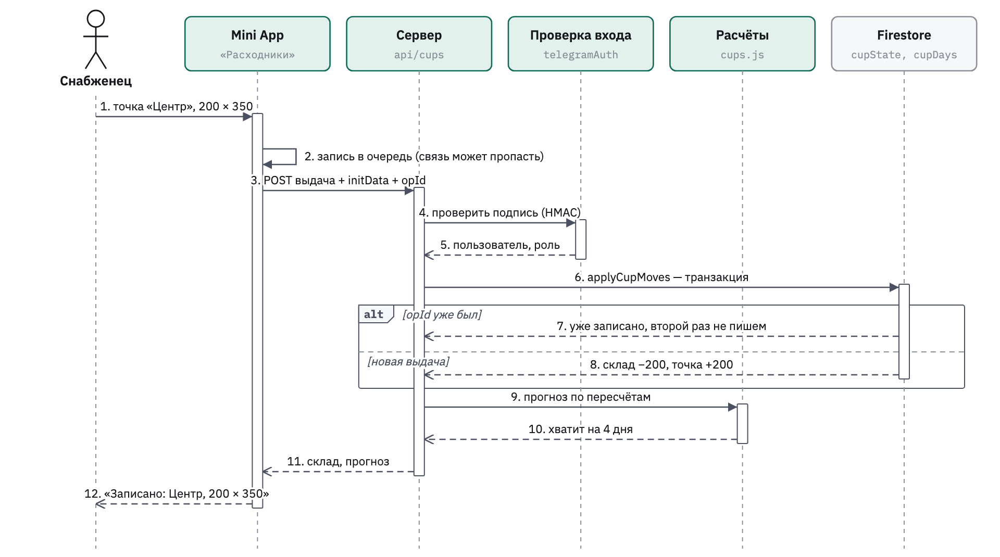 Снабженец
Mini App
«Расходники»
Сервер
api/cups
Проверка входа
telegramAuth
Расчёты
cups.js
Firestore
cupState, cupDays
1. точка «Центр», 200 × 350
2. запись в очередь (связь может пропасть)
3. POST выдача + initData + opId
4. проверить подпись (HMAC)
5. пользователь, роль
6. applyCupMoves — транзакция
alt
[opId уже был]
7. уже записано, второй раз не пишем
[новая выдача]
8. склад −200, точка +200
9. прогноз по пересчётам
10. хватит на 4 дня
11. склад, прогноз
12. «Записано: Центр, 200 × 350»